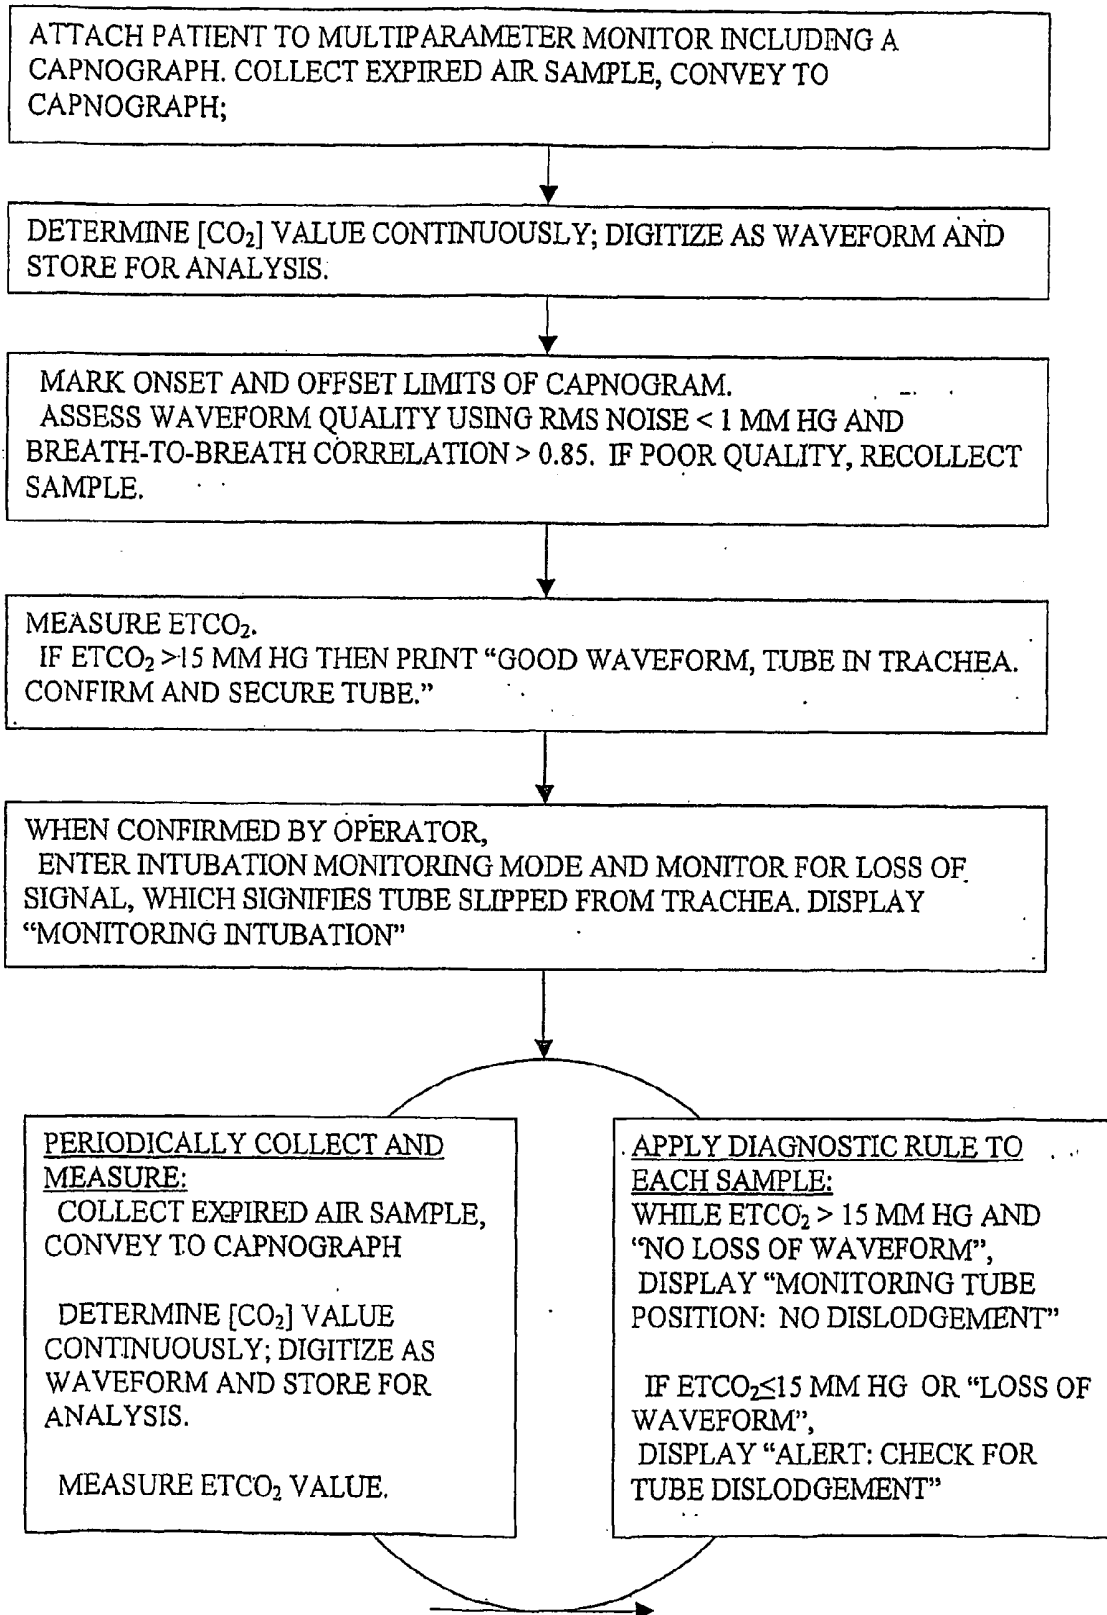 ATTACH PATIENT TO MULTIPARAMETER MONITOR INCLUDING A
CAPNOGRAPH. COLLECT EXPIRED AIR SAMPLE, CONVEY TO
CAPNOGRAPH;
DETERMINE [CO₂] VALUE CONTINUOUSLY; DIGITIZE AS WAVEFORM AND
STORE FOR ANALYSIS.
MARK ONSET AND OFFSET LIMITS OF CAPNOGRAM.
ASSESS WAVEFORM QUALITY USING RMS NOISE < 1 MM HG AND
BREATH-TO-BREATH CORRELATION > 0.85. IF POOR QUALITY, RECOLLECT
SAMPLE.
MEASURE ETCO₂.
IF ETCO₂ >15 MM HG THEN PRINT “GOOD WAVEFORM, TUBE IN TRACHEA.
CONFIRM AND SECURE TUBE.”
WHEN CONFIRMED BY OPERATOR,
ENTER INTUBATION MONITORING MODE AND MONITOR FOR LOSS OF
SIGNAL, WHICH SIGNIFIES TUBE SLIPPED FROM TRACHEA. DISPLAY
“MONITORING INTUBATION”
PERIODICALLY COLLECT AND
MEASURE:
COLLECT EXPIRED AIR SAMPLE,
CONVEY TO CAPNOGRAPH
DETERMINE [CO₂] VALUE
CONTINUOUSLY; DIGITIZE AS
WAVEFORM AND STORE FOR
ANALYSIS.
MEASURE ETCO₂ VALUE.
APPLY DIAGNOSTIC RULE TO
EACH SAMPLE:
WHILE ETCO₂ > 15 MM HG AND
“NO LOSS OF WAVEFORM”,
DISPLAY “MONITORING TUBE
POSITION: NO DISLODGEMENT”
IF ETCO₂≤15 MM HG OR “LOSS OF
WAVEFORM”,
DISPLAY “ALERT: CHECK FOR
TUBE DISLODGEMENT”